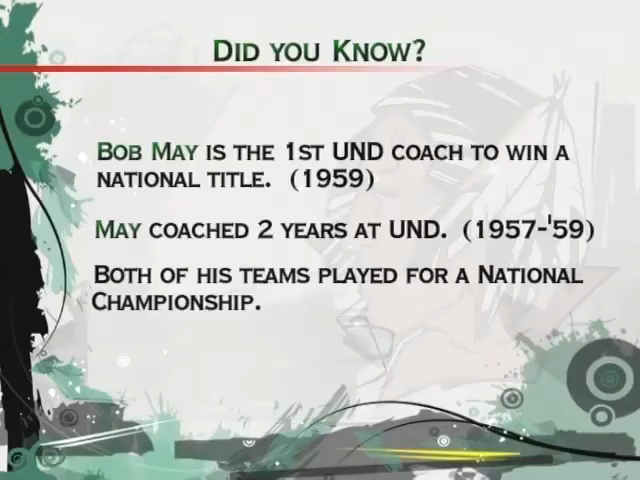 Did you Know?
Bob May is the 1st UND coach to win a
national title. (1959)
May coached 2 years at UND. (1957-'59)
Both of his teams played for a National
Championship.